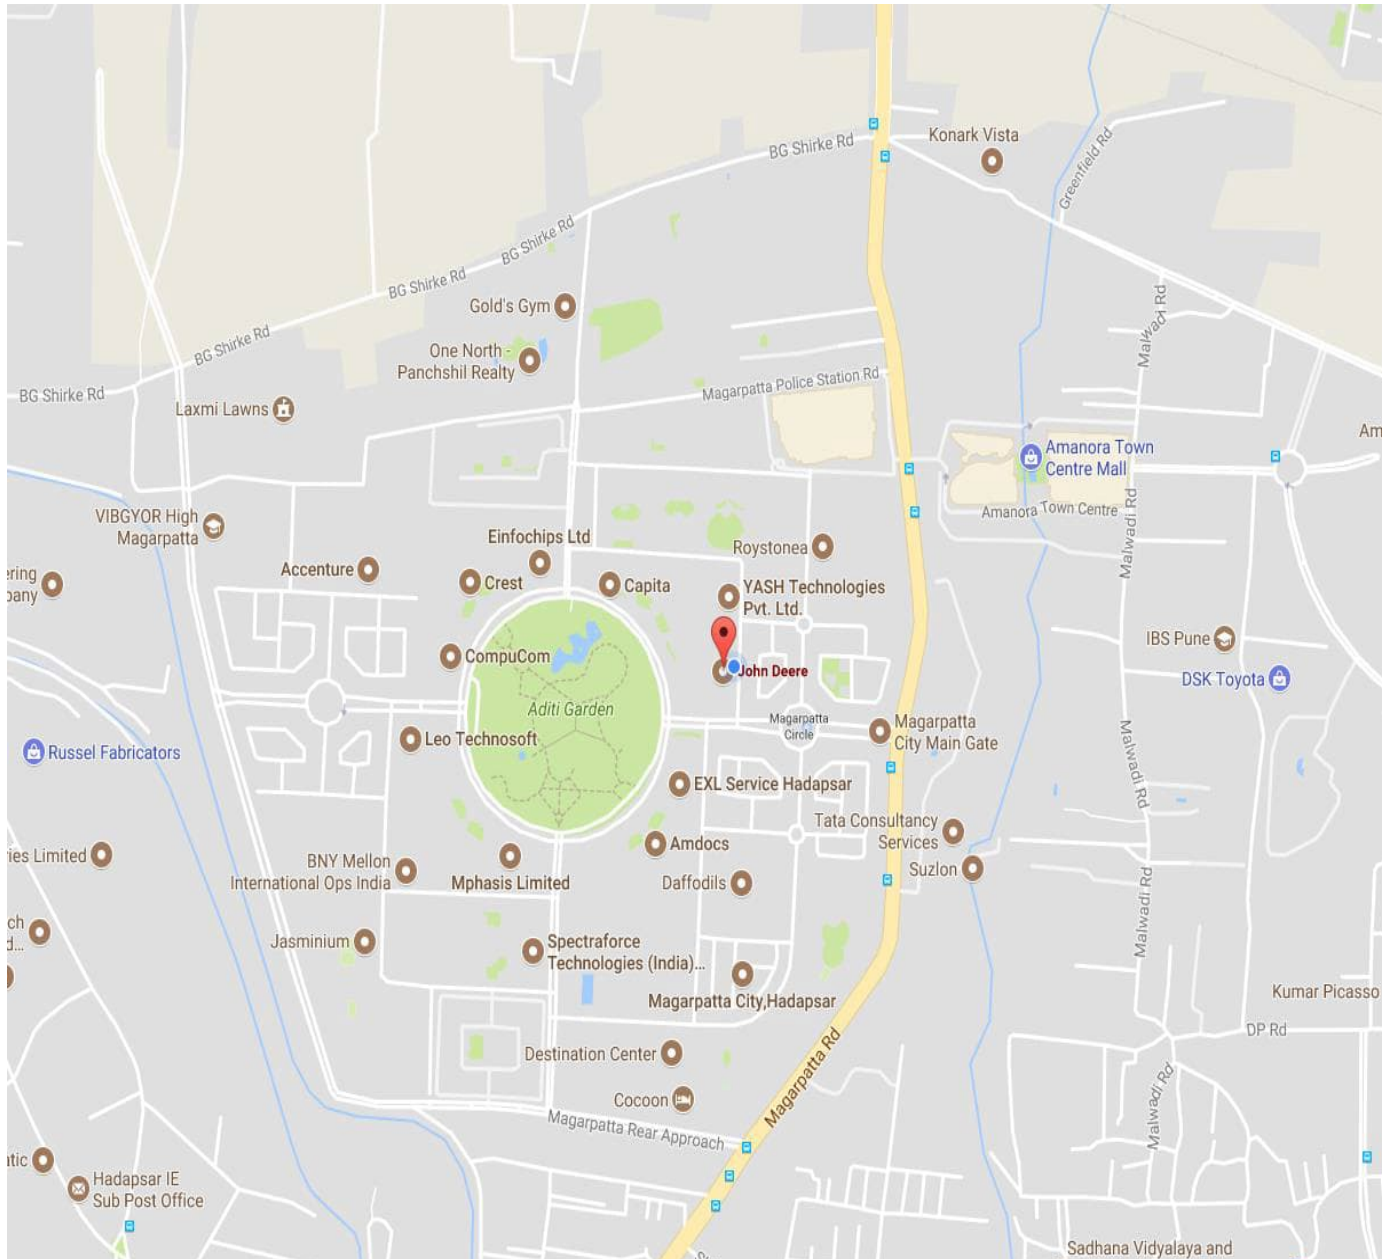 Konark Vista
BG Shirke Rd
Greenfield Rd
BG Shirke Rd
BG Shirke Rd
Gold's Gym
Malwadi Rd
BG Shirke Rd
One North -
Panchshil Realty
Magarpatta Police Station Rd
BG Shirke Rd
Laxmi Lawns
Am
Amanora Town
Centre Mall
Amanora Town Centre
Malwadi Rd
VIBGYOR High
Magarpatta
Einfochips Ltd
Roystonea
Accenture
Crest
Capita
YASH Technologies
Pvt. Ltd.
ering
pany
IBS Pune
CompuCom
John Deere
DSK Toyota
Aditi Garden
Magarpatta
Circle
Magarpatta
City Main Gate
Leo Technosoft
Russel Fabricators
Malwadi Rd
EXL Service Hadapsar
Tata Consultancy
Services
Amdocs
ries Limited
BNY Mellon
International Ops India
Mphasis Limited
Daffodils
Suzlon
Malwadi Rd
ch
d...
Jasminium
Spectraforce
Technologies (India)...
Magarpatta City,Hadapsar
Kumar Picasso
DP Rd
Destination Center
Magarpatta Rd
Malwadi Rd
Cocoon
Magarpatta Rear Approach
atic
Hadapsar IE
Sub Post Office
Sadhana Vidyalaya and